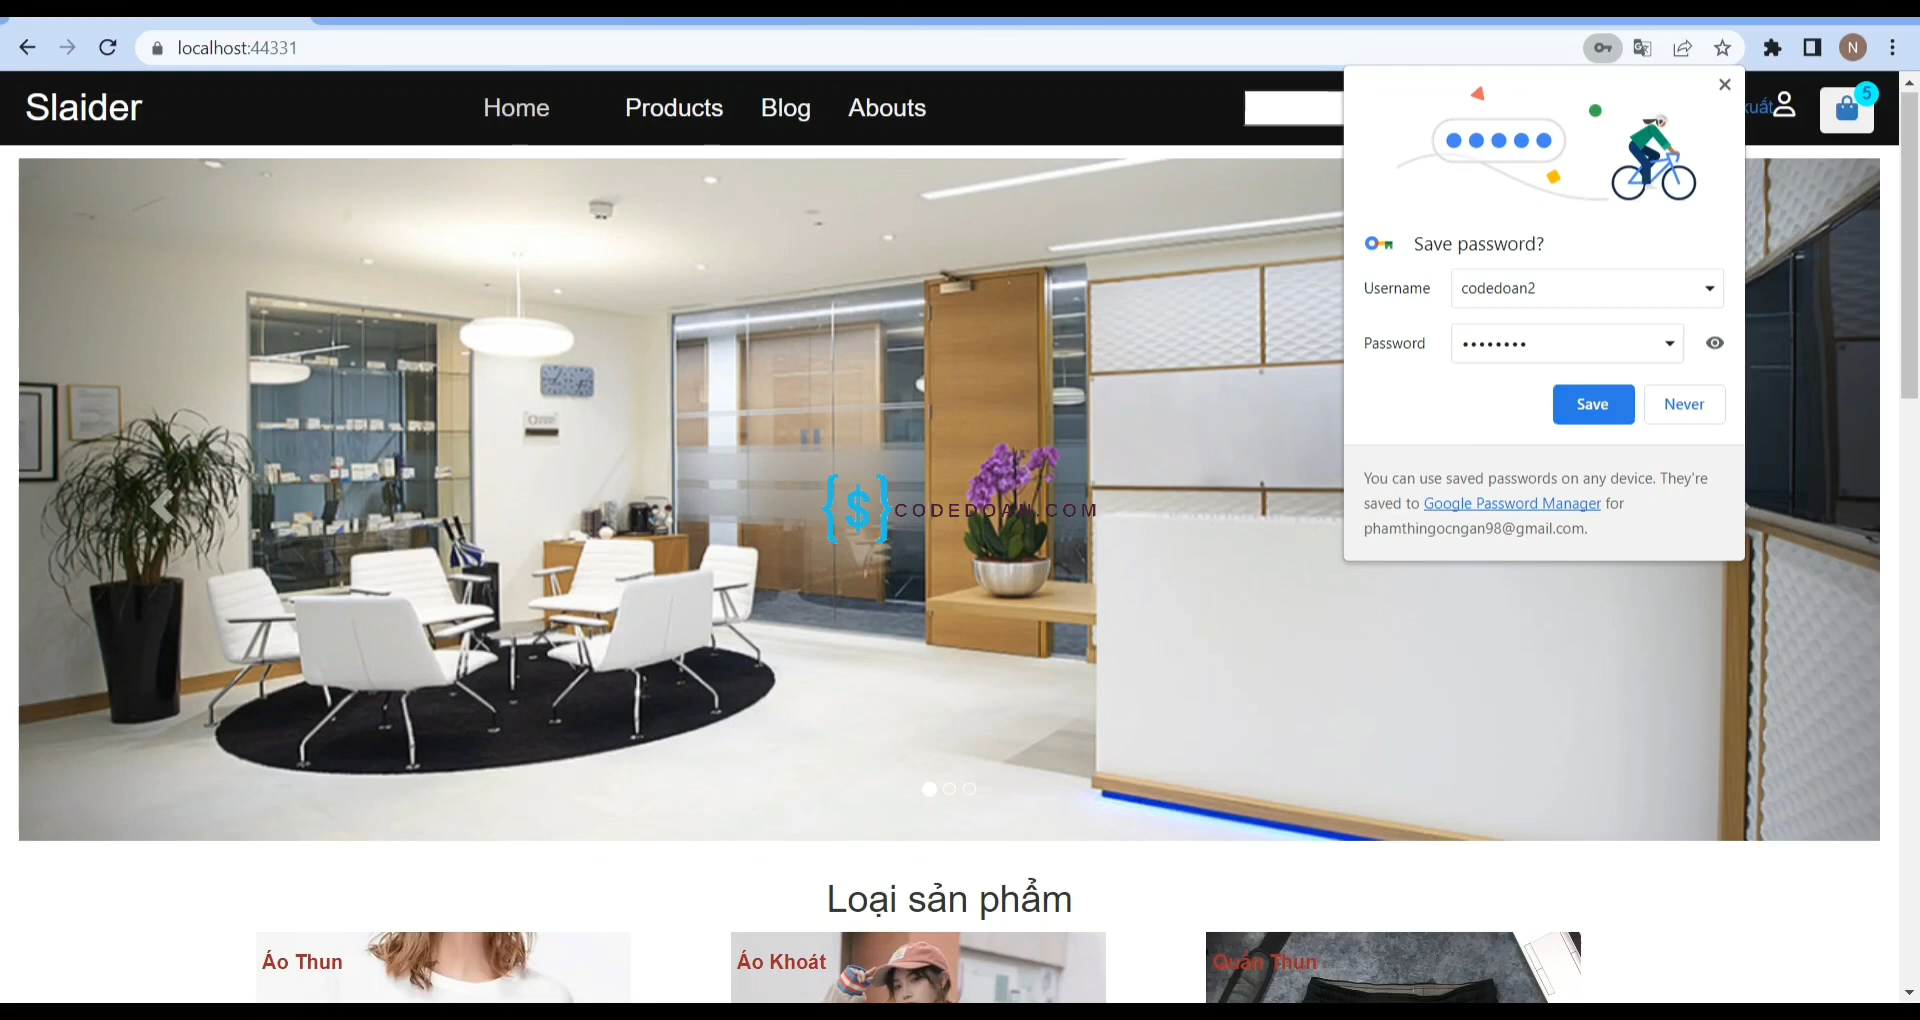 localhost:44331
N
Slaider
Home
Products
Blog
Abouts
xuất
5
Save password?
Username
codedoan2
Password
••••••••
Save
Never
You can use saved passwords on any device. They're
saved to Google Password Manager for
phamthingocngan98@gmail.com.
{$}CODEDOAN.COM
Loại sản phẩm
Áo Thun
Áo Khoát
Quần Thun